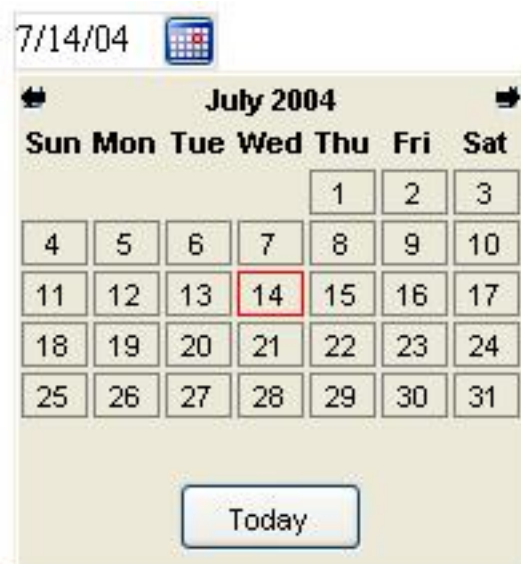 7/14/04
July 2004
Sun Mon Tue Wed Thu Fri Sat
1 2 3
4 5 6 7 8 9 10
11 12 13 14 15 16 17
18 19 20 21 22 23 24
25 26 27 28 29 30 31
Today